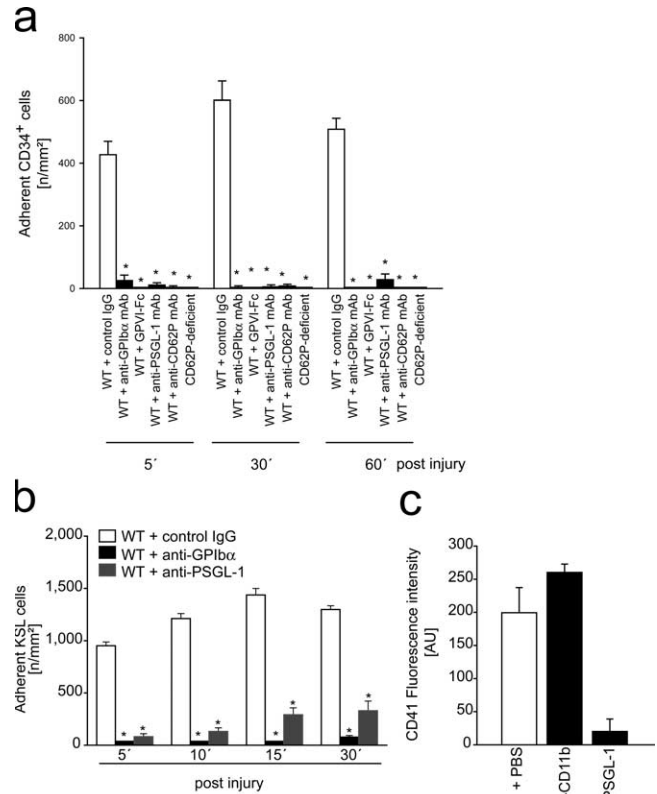 a
Adherent CD34⁺ cells
[n/mm²]
800
600
400
200
0
* * * * *
* * * * *
* * * * *
WT + control IgG
WT + anti-GPIbα mAb
WT + GPVI-Fc
WT + anti-PSGL-1 mAb
WT + anti-CD62P mAb
CD62P-deficient
WT + control IgG
WT + anti-GPIbα mAb
WT + GPVI-Fc
WT + anti-PSGL-1 mAb
WT + anti-CD62P mAb
CD62P-deficient
WT + control IgG
WT + anti-GPIbα mAb
WT + GPVI-Fc
WT + anti-PSGL-1 mAb
WT + anti-CD62P mAb
CD62P-deficient
5´ 30´ 60´ post injury
b
Adherent KSL cells
[n/mm²]
2,000
1,500
1,000
500
0
WT + control IgG
WT + anti-GPIbα
WT + anti-PSGL-1
* *
* *
* *
* *
5´ 10´ 15´ 30´
post injury
c
CD41 Fluorescence intensity
[AU]
300
250
200
150
100
50
0
+ PBS
-CD11b
PSGL-1